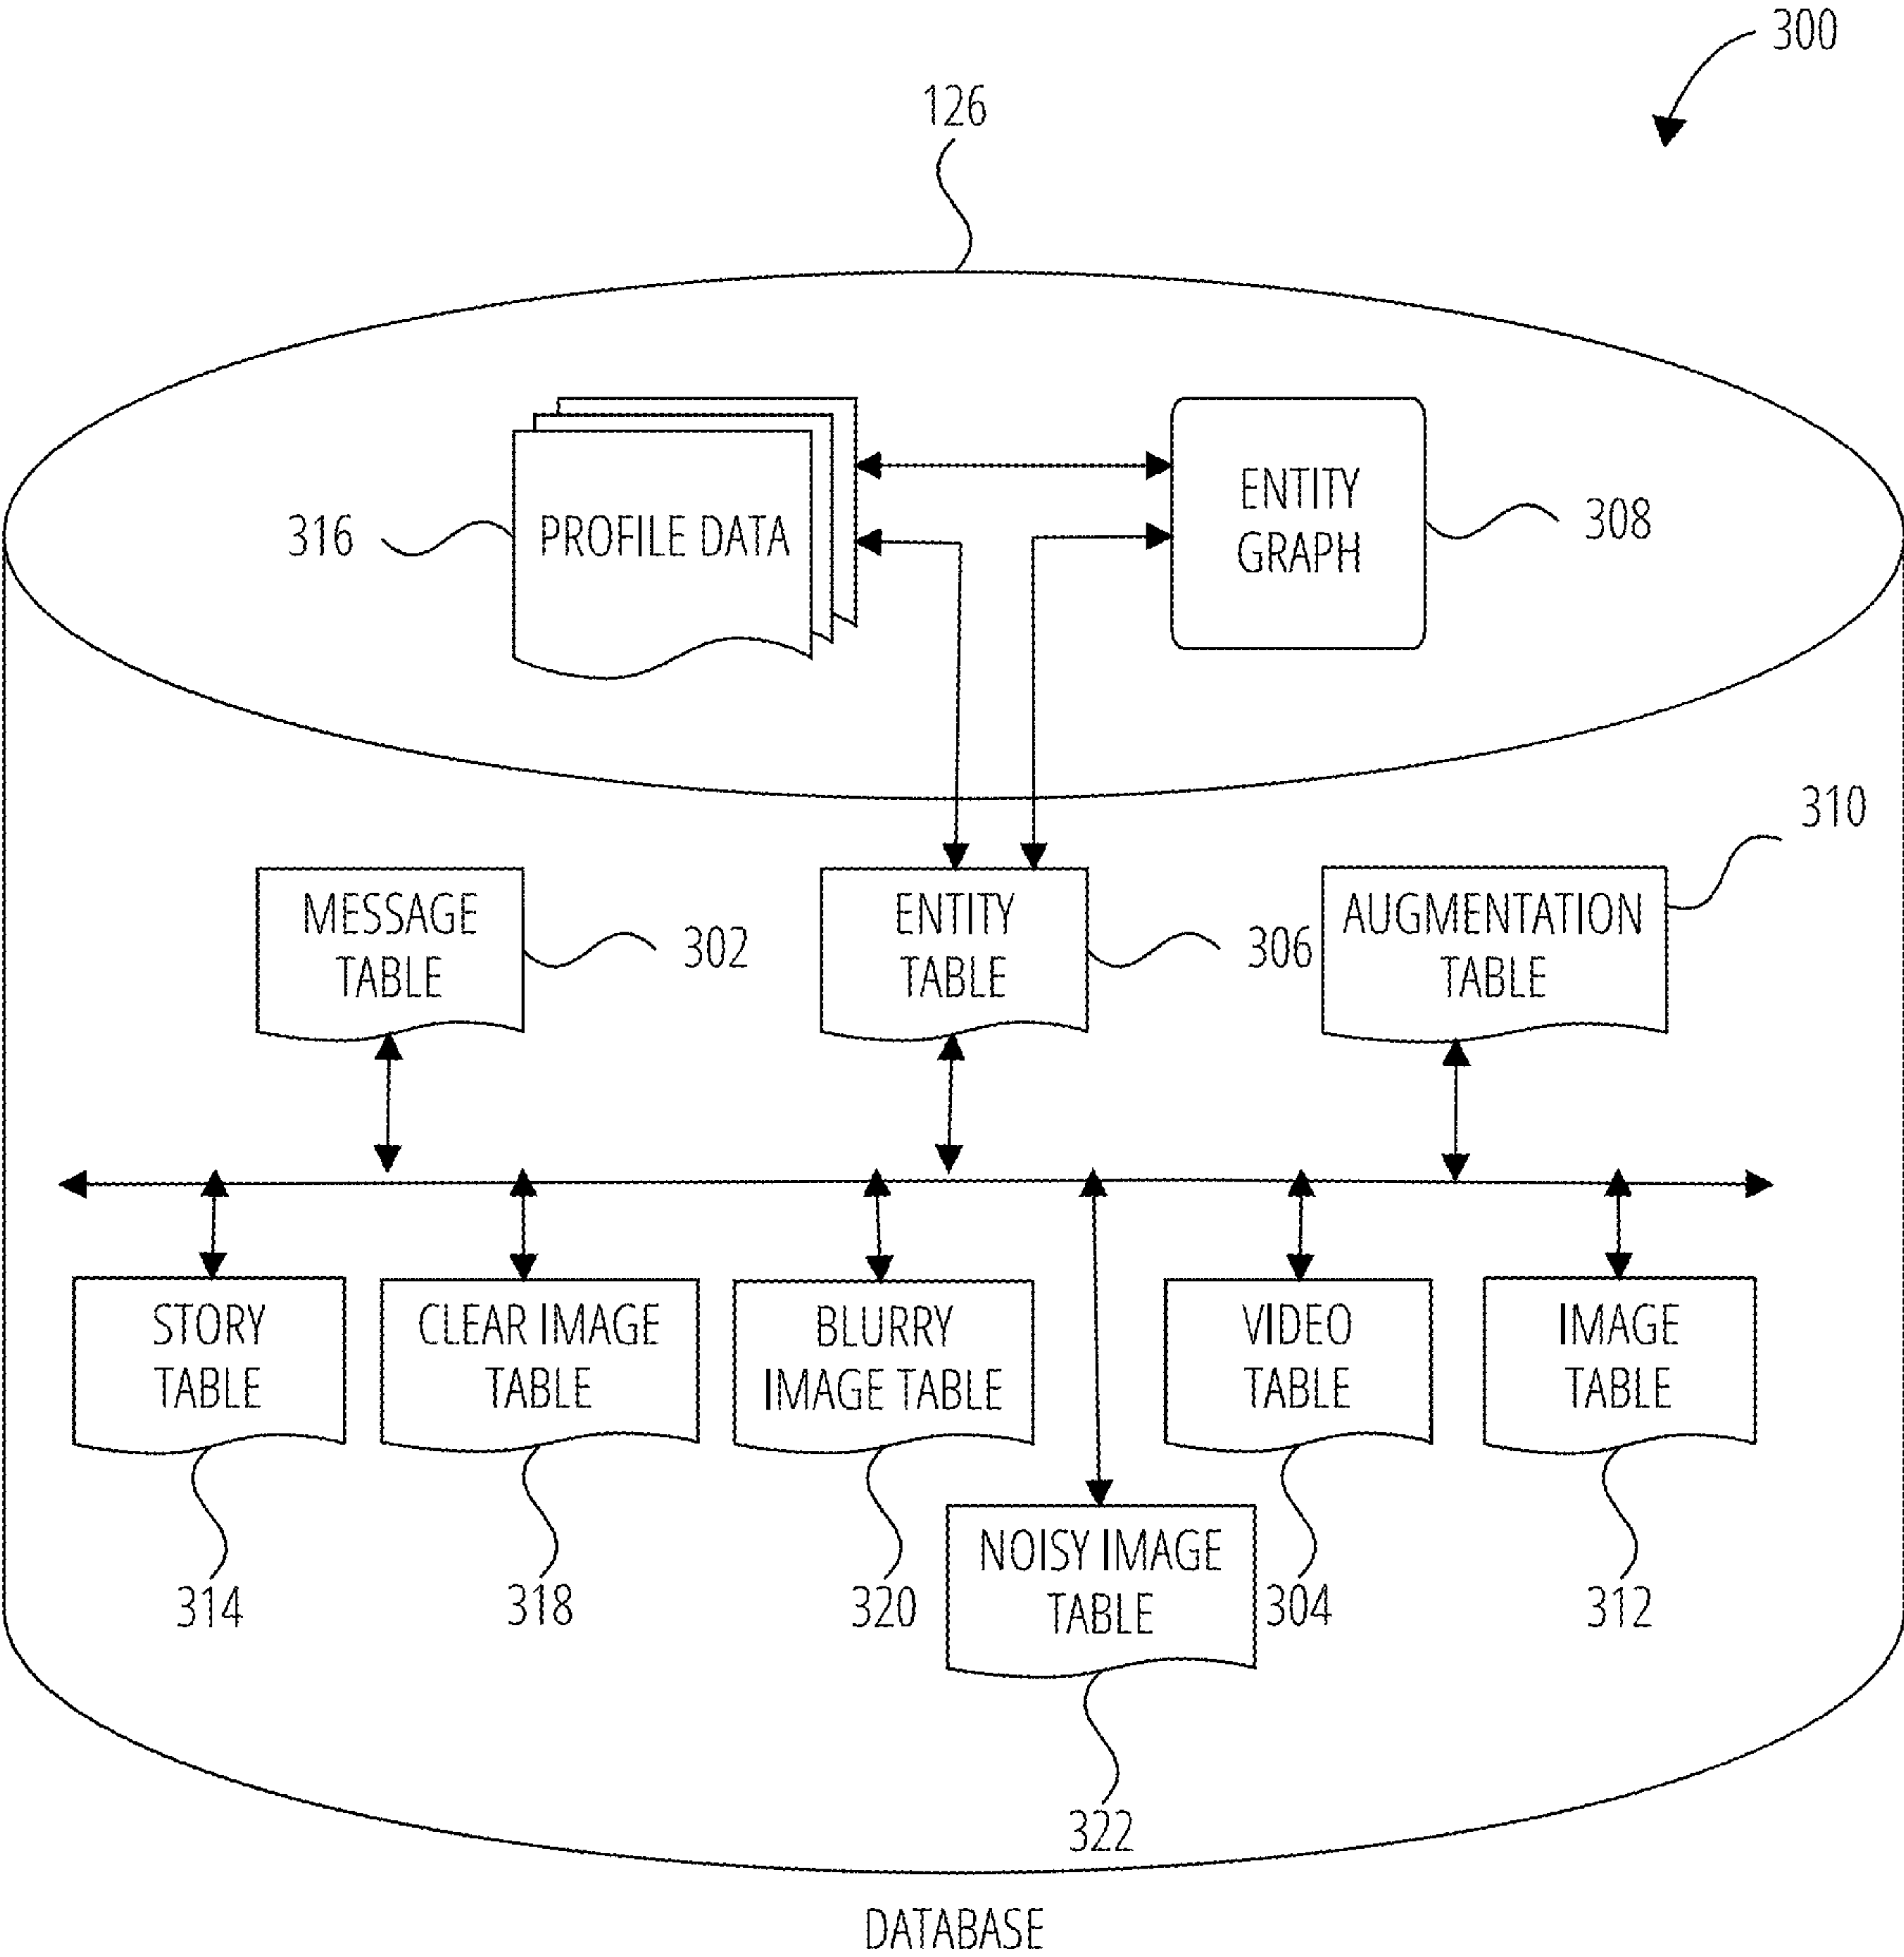 300
126
316
PROFILE DATA
ENTITY
GRAPH
308
310
MESSAGE
TABLE
302
ENTITY
TABLE
306
AUGMENTATION
TABLE
STORY
TABLE
CLEAR IMAGE
TABLE
BLURRY
IMAGE TABLE
VIDEO
TABLE
IMAGE
TABLE
314
318
320
NOISY IMAGE
TABLE
304
312
322
DATABASE